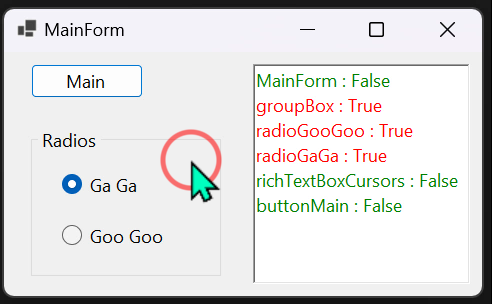 MainForm
Main
Radios
Ga Ga
Goo Goo
MainForm : False
groupBox : True
radioGooGoo : True
radioGaGa : True
richTextBoxCursors : False
buttonMain : False